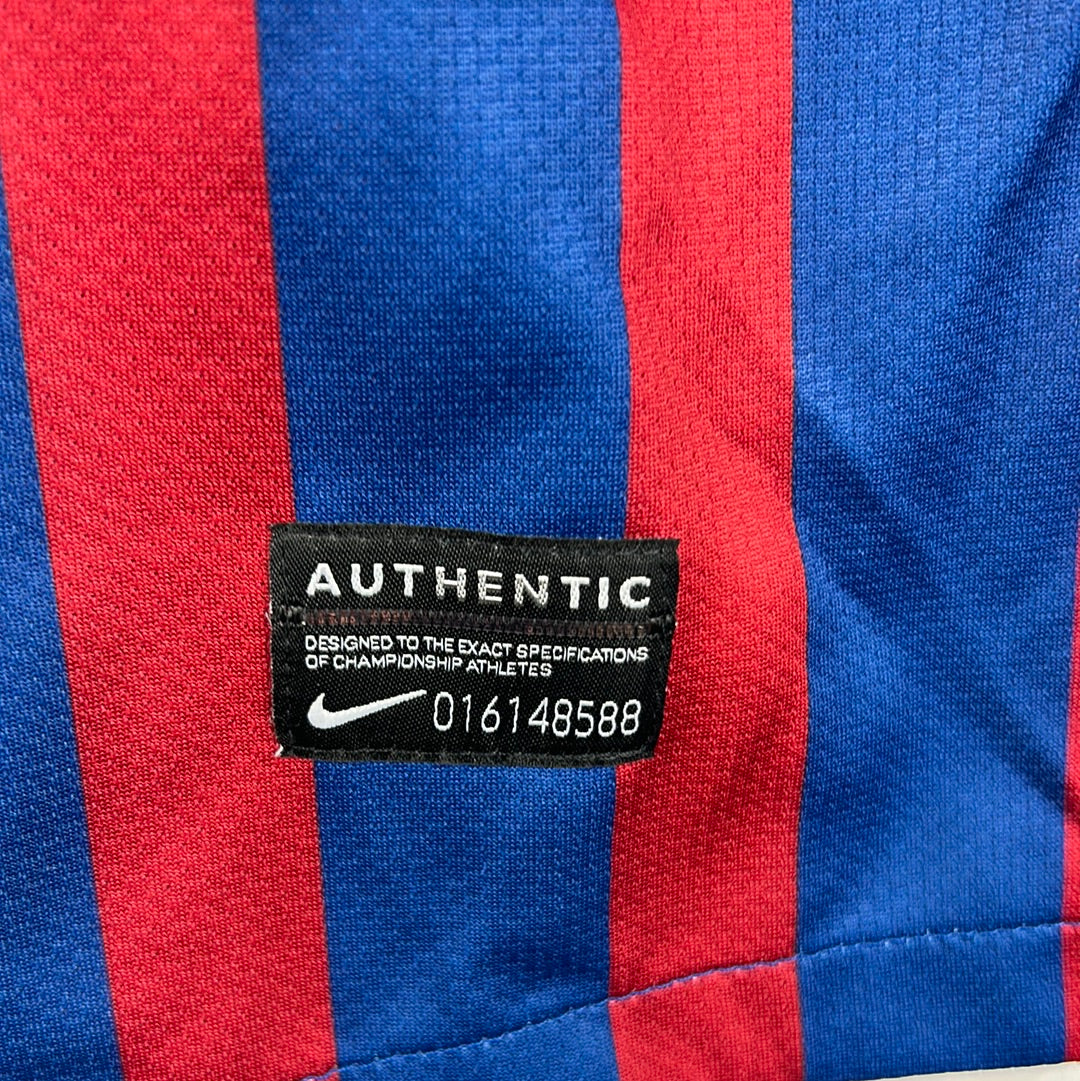 AUTHENTIC
DESIGNED TO THE EXACT SPECIFICATIONS
OF CHAMPIONSHIP ATHLETES
016148588